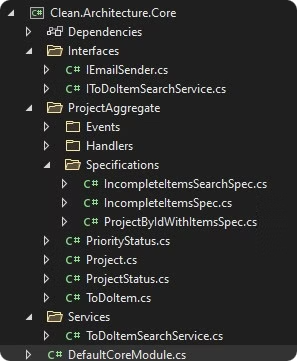 C# Clean.Architecture.Core
Dependencies
Interfaces
C# IEmailSender.cs
C# IToDoItemSearchService.cs
ProjectAggregate
Events
Handlers
Specifications
C# IncompleteItemsSearchSpec.cs
C# IncompleteItemsSpec.cs
C# ProjectByIdWithItemsSpec.cs
C# PriorityStatus.cs
C# Project.cs
C# ProjectStatus.cs
C# ToDoItem.cs
Services
C# ToDoItemSearchService.cs
C# DefaultCoreModule.cs